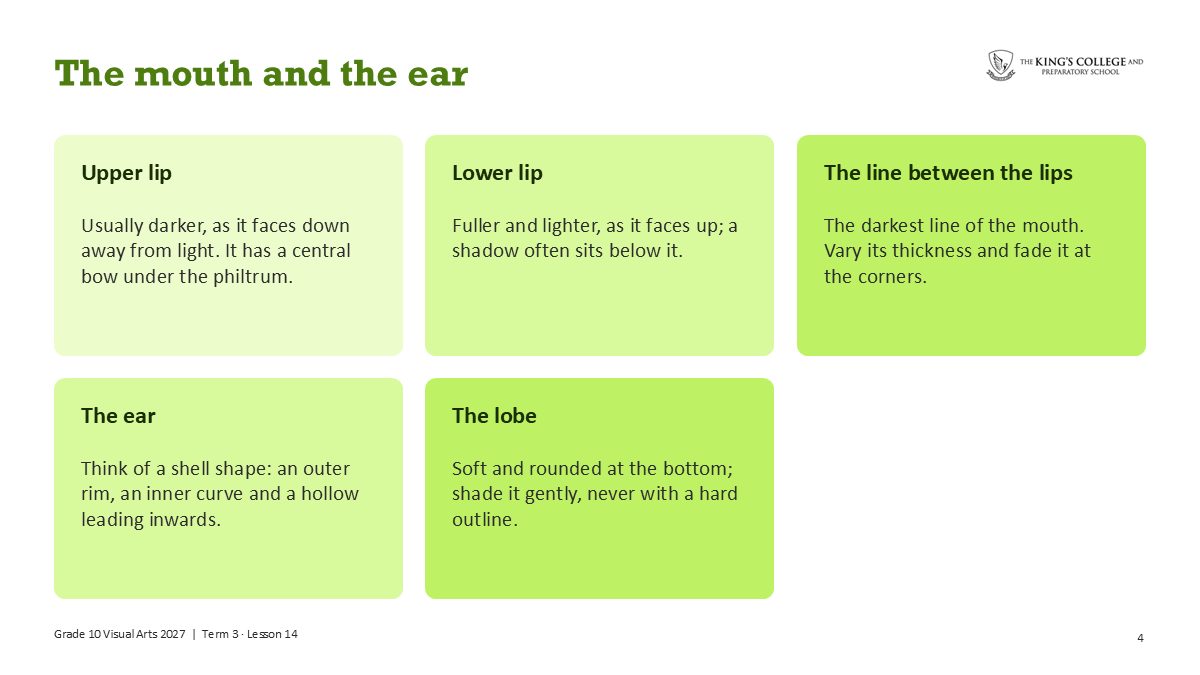 The mouth and the ear
THE KING'S COLLEGE AND
PREPARATORY SCHOOL
Upper lip
Usually darker, as it faces down
away from light. It has a central
bow under the philtrum.
Lower lip
Fuller and lighter, as it faces up; a
shadow often sits below it.
The line between the lips
The darkest line of the mouth.
Vary its thickness and fade it at
the corners.
The ear
Think of a shell shape: an outer
rim, an inner curve and a hollow
leading inwards.
The lobe
Soft and rounded at the bottom;
shade it gently, never with a hard
outline.
Grade 10 Visual Arts 2027 | Term 3 · Lesson 14
4